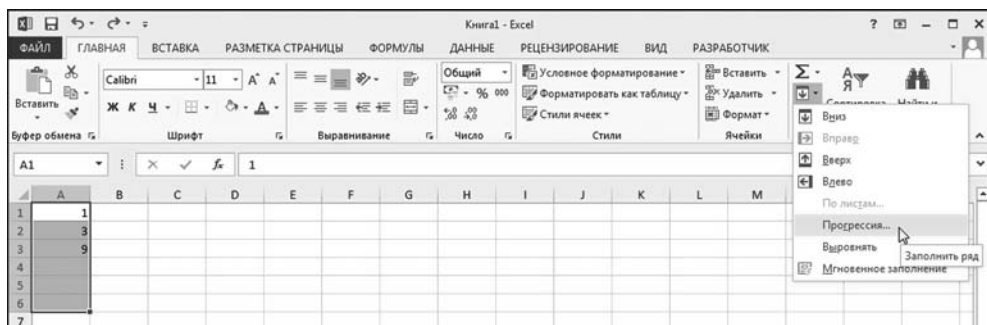 Книга1 - Excel
ФАЙЛ ГЛАВНАЯ ВСТАВКА РАЗМЕТКА СТРАНИЦЫ ФОРМУЛЫ ДАННЫЕ РЕЦЕНЗИРОВАНИЕ ВИД РАЗРАБОТЧИК
Вставить
Calibri 11
Ж К Ч
Общий
% 000
Условное форматирование
Форматировать как таблицу
Стили ячеек
Вставить
Удалить
Формат
Буфер обмена Шрифт Выравнивание Число Стили Ячейки
A1 fx 1
A B C D E F G H I J K L M
1 1
2 3
3 9
4
5
6
7
Вниз
Вправо
Вверх
Влево
По листам...
Прогрессия...
Выровнять
Мгновенное заполнение
Заполнить ряд